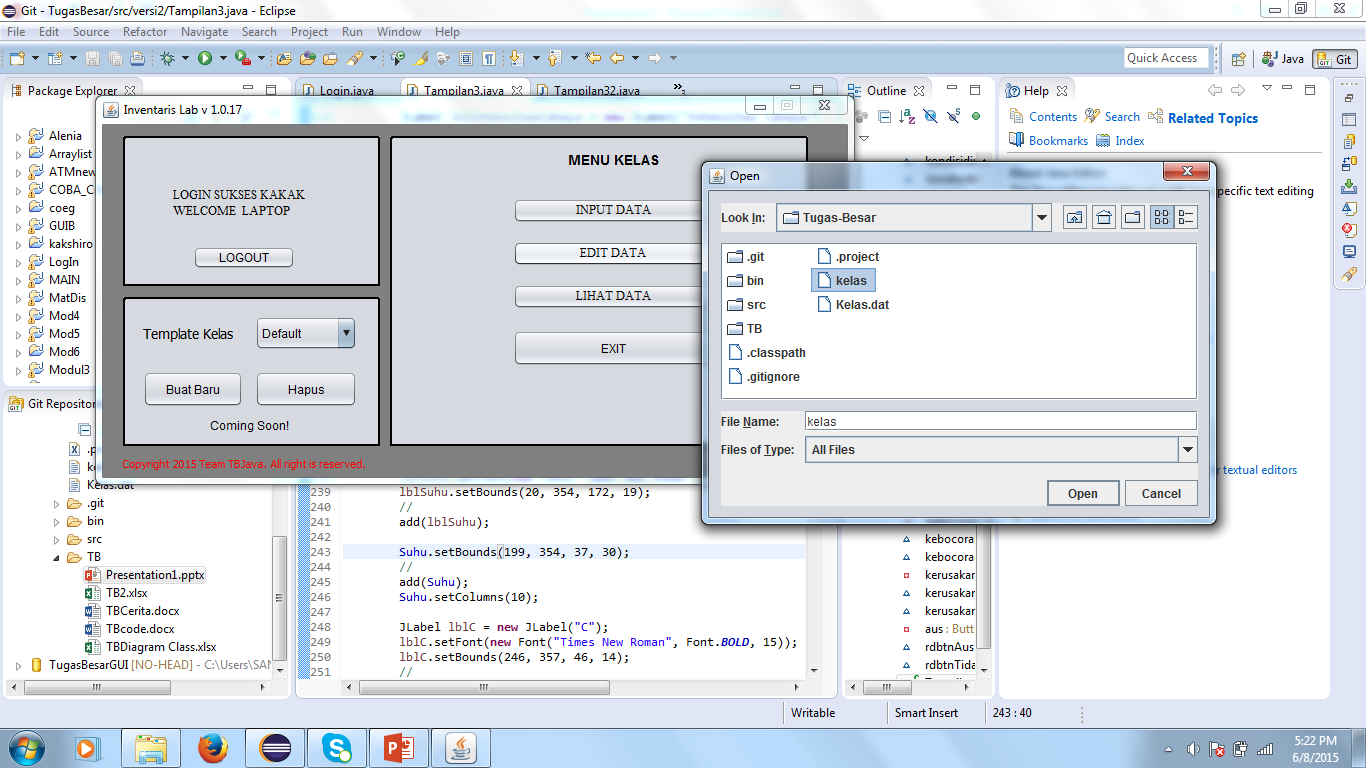 Git - TugasBesar/src/versi2/Tampilan3.java - Eclipse
File Edit Source Refactor Navigate Search Project Run Window Help
Quick Access
Java
Git
Package Explorer
Alenia
Arraylist
ATMnew
coeg
GUIB
kakshiro
LogIn
MAIN
MatDis
Mod4
Mod5
Mod6
Modul3
Login.java
Tampilan3.java
Tampilan32.java
Outline
Help
Contents
Search
Related Topics
Bookmarks
Index
pecific text editing
r textual editors
Inventaris Lab v 1.0.17
LOGIN SUKSES KAKAK
WELCOME LAPTOP
LOGOUT
Template Kelas
Default
Buat Baru
Hapus
Coming Soon!
MENU KELAS
INPUT DATA
EDIT DATA
LIHAT DATA
EXIT
Copyright 2015 Team TBJava. All right is reserved.
Open
Look In:
Tugas-Besar
.git
bin
src
TB
.classpath
.gitignore
.project
kelas
Kelas.dat
File Name:
kelas
Files of Type:
All Files
Open
Cancel
Git Repositor
Kelas.dat
.git
bin
src
TB
Presentation1.pptx
TB2.xlsx
TBCerita.docx
TBcode.docx
TBDiagram Class.xlsx
TugasBesarGUI [NO-HEAD] - C:\Users\SAN
239 lblSuhu.setBounds(20, 354, 172, 19);
240 //
241 add(lblSuhu);
242
243 Suhu.setBounds(199, 354, 37, 30);
244 //
245 add(Suhu);
246 Suhu.setColumns(10);
247
248 JLabel lblC = new JLabel("C");
249 lblC.setFont(new Font("Times New Roman", Font.BOLD, 15));
250 lblC.setBounds(246, 357, 46, 14);
251 //
kebocora
kebocora
kerusakar
kerusakar
kerusakar
aus : Butt
rdbtnAus
rdbtnTida
Writable
Smart Insert
243 : 40
5:22 PM
6/8/2015